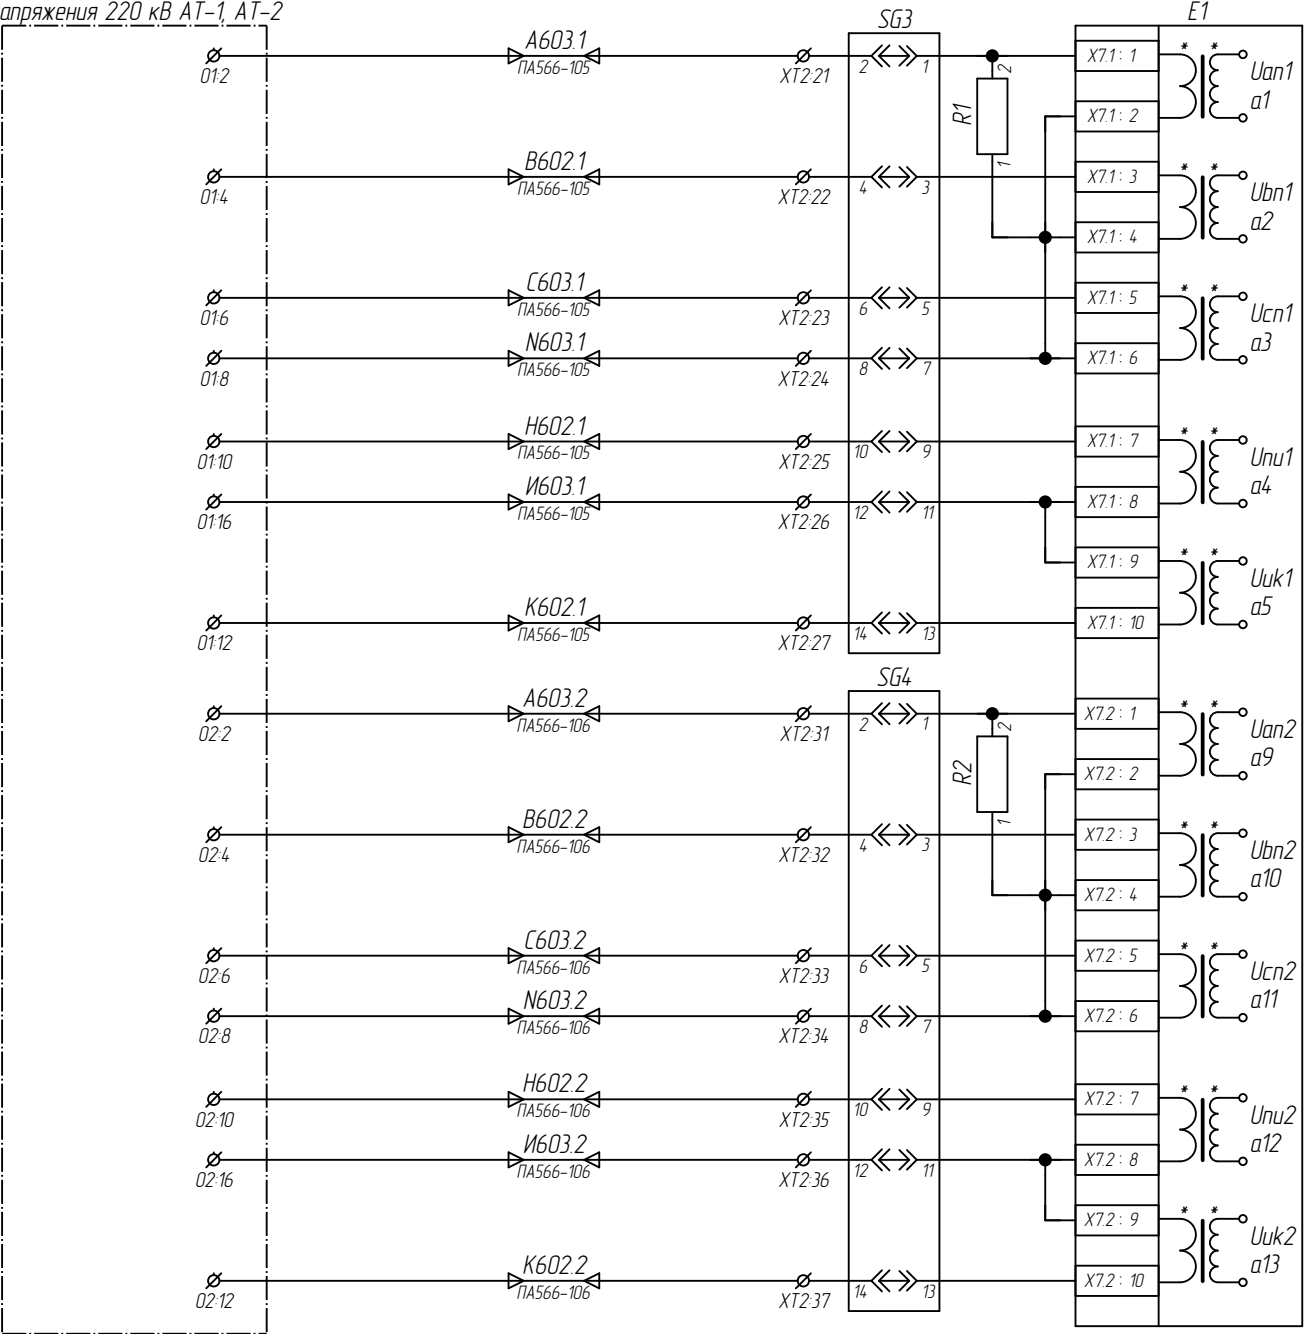 апряжения 220 кВ АТ-1, АТ-2
SG3
E1
01:2
А603.1
ПА566-105
XT2:21
2
1
2
R1
1
X7.1: 1
* *
Uan1
a1
X7.1: 2
01:4
В602.1
ПА566-105
XT2:22
4
3
X7.1: 3
* *
Ubn1
a2
X7.1: 4
01:6
С603.1
ПА566-105
XT2:23
6
5
X7.1: 5
* *
Ucn1
a3
01:8
N603.1
ПА566-105
XT2:24
8
7
X7.1: 6
01:10
Н602.1
ПА566-105
XT2:25
10
9
X7.1: 7
* *
Unu1
a4
01:16
И603.1
ПА566-105
XT2:26
12
11
X7.1: 8
X7.1: 9
* *
Uuk1
a5
01:12
К602.1
ПА566-105
XT2:27
14
13
X7.1: 10
SG4
02:2
А603.2
ПА566-106
XT2:31
2
1
2
R2
1
X7.2: 1
* *
Uan2
a9
X7.2: 2
02:4
В602.2
ПА566-106
XT2:32
4
3
X7.2: 3
* *
Ubn2
a10
X7.2: 4
02:6
С603.2
ПА566-106
XT2:33
6
5
X7.2: 5
* *
Ucn2
a11
02:8
N603.2
ПА566-106
XT2:34
8
7
X7.2: 6
02:10
Н602.2
ПА566-106
XT2:35
10
9
X7.2: 7
* *
Unu2
a12
02:16
И603.2
ПА566-106
XT2:36
12
11
X7.2: 8
X7.2: 9
* *
Uuk2
a13
02:12
К602.2
ПА566-106
XT2:37
14
13
X7.2: 10